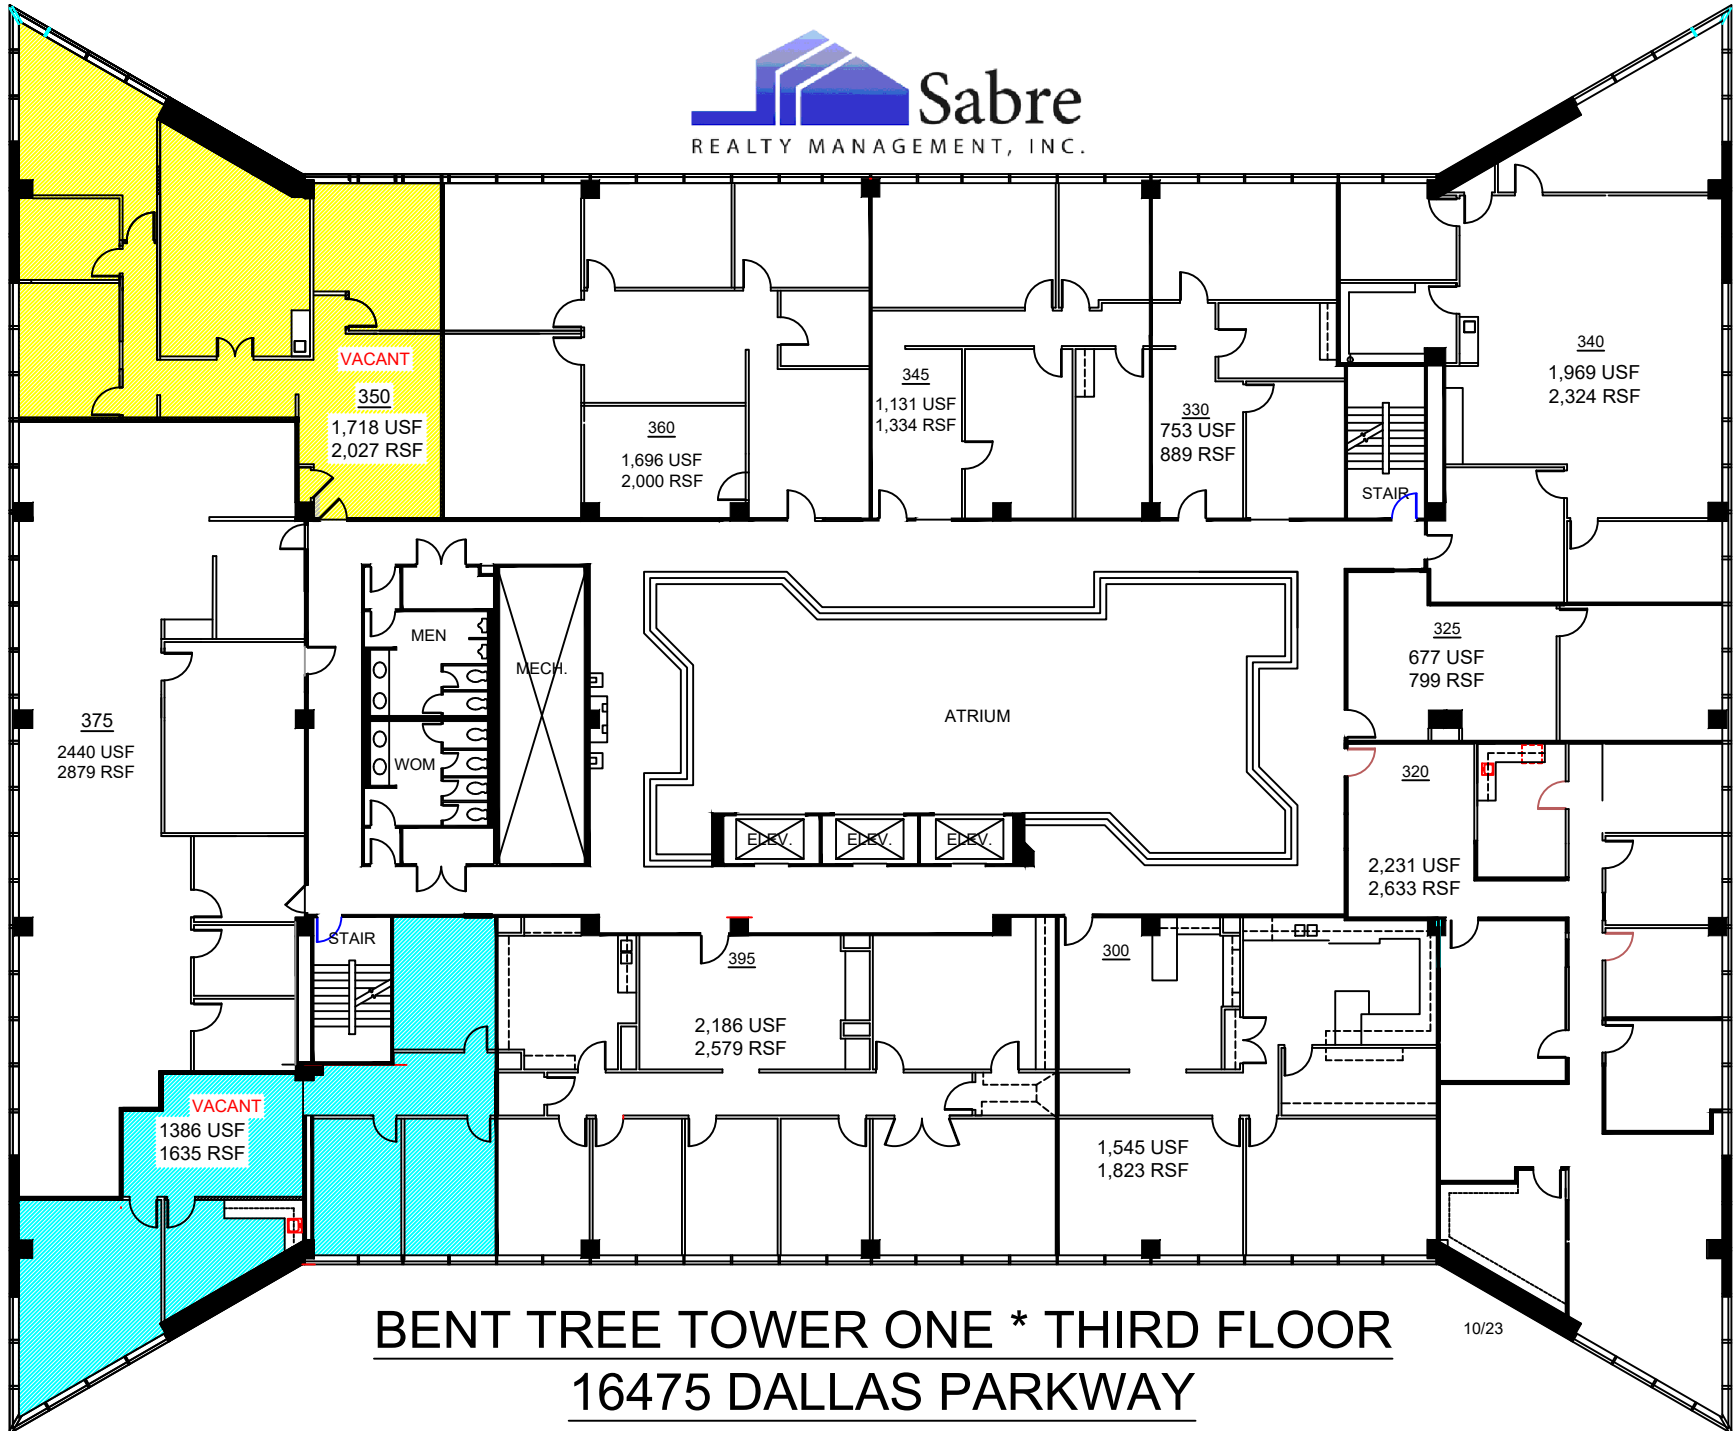 Sabre
REALTY MANAGEMENT, INC.
VACANT
350
1,718 USF
2,027 RSF
360
1,696 USF
2,000 RSF
345
1,131 USF
1,334 RSF
330
753 USF
889 RSF
340
1,969 USF
2,324 RSF
STAIR
MEN
MECH.
WOM
ATRIUM
325
677 USF
799 RSF
375
2440 USF
2879 RSF
320
2,231 USF
2,633 RSF
ELEV.
ELEV.
ELEV.
STAIR
395
2,186 USF
2,579 RSF
300
1,545 USF
1,823 RSF
VACANT
1386 USF
1635 RSF
BENT TREE TOWER ONE * THIRD FLOOR
16475 DALLAS PARKWAY
10/23